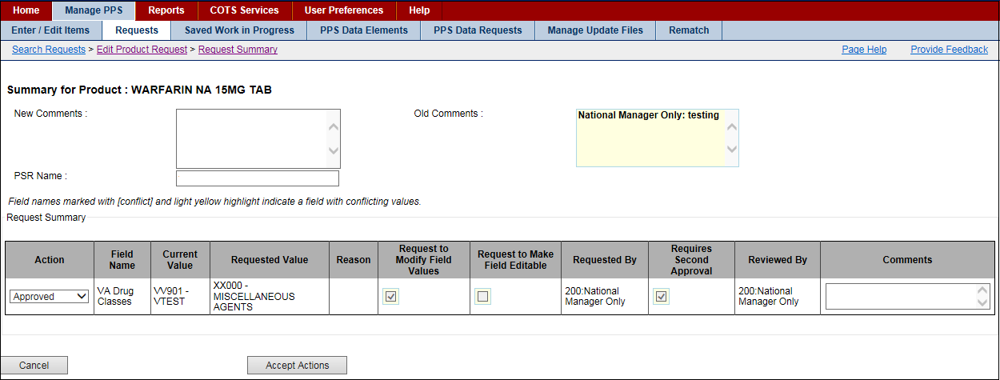 Home Manage PPS Reports COTS Services User Preferences Help
Enter / Edit Items Requests Saved Work in Progress PPS Data Elements PPS Data Requests Manage Update Files Rematch
Search Requests > Edit Product Request > Request Summary Page Help Provide Feedback
Summary for Product : WARFARIN NA 15MG TAB
New Comments : Old Comments : National Manager Only: testing
PSR Name :
Field names marked with [conflict] and light yellow highlight indicate a field with conflicting values.
Request Summary
Action
Field
Name
Current
Value
Requested Value
Reason
Request to
Modify Field
Values
Request to Make
Field Editable
Requested By
Requires
Second
Approval
Reviewed By
Comments
Approved
VA Drug
Classes
VV901 -
VTEST
XX000 -
MISCELLANEOUS
AGENTS
200:National
Manager Only
200:National
Manager Only
Cancel Accept Actions